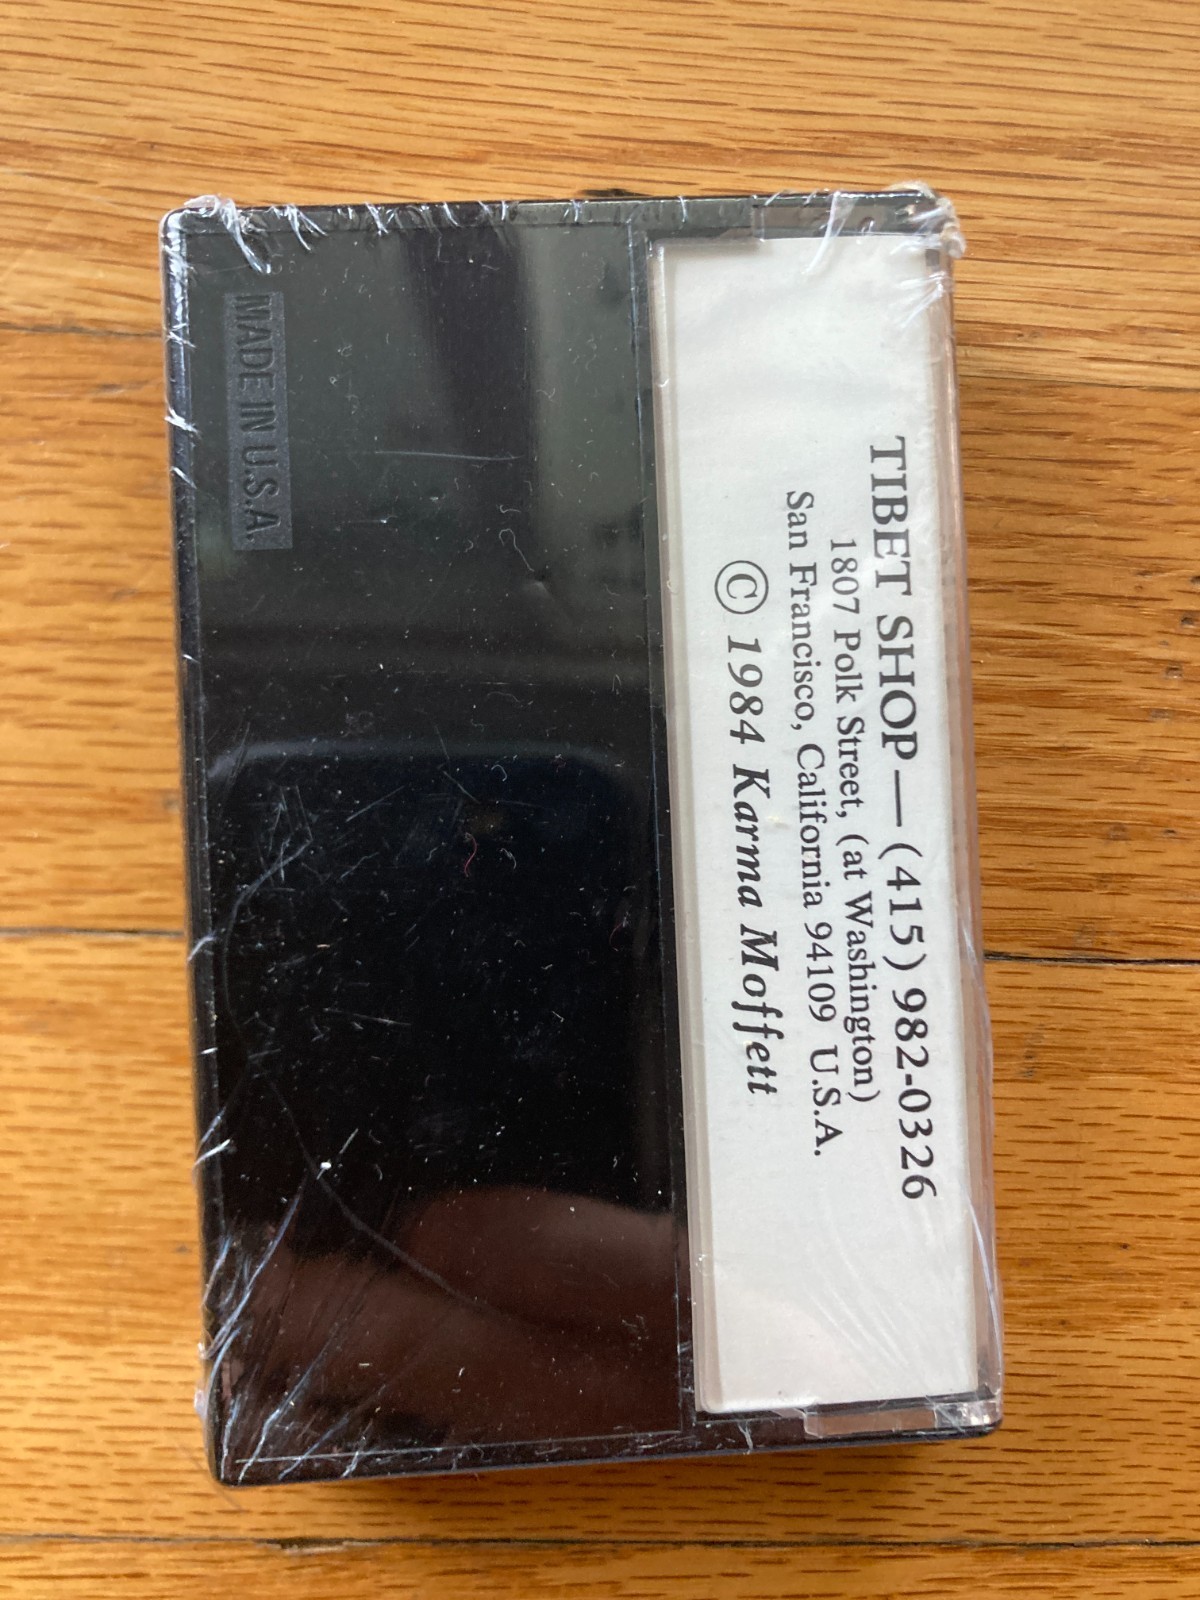 TIBET SHOP — (415) 982-0326
1807 Polk Street, (at Washington)
San Francisco, California 94109 U.S.A.
© 1984 Karma Moffett
MADE IN U.S.A.